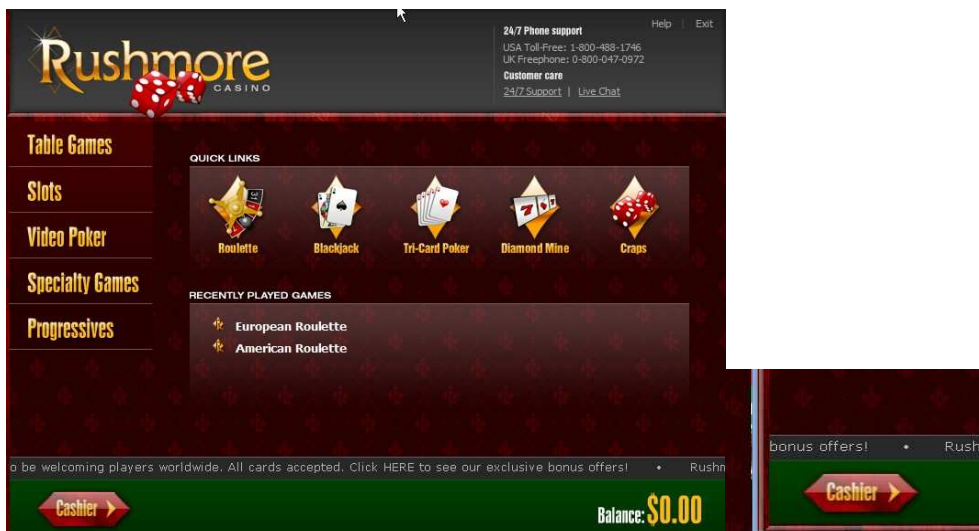 Help | Exit
Rushmore
CASINO
24/7 Phone support
USA Toll-Free: 1-800-488-1746
UK Freephone: 0-800-047-0972
Customer care
24/7 Support | Live Chat
Table Games
Slots
Video Poker
Specialty Games
Progressives
QUICK LINKS
Roulette
Blackjack
Tri-Card Poker
Diamond Mine
Craps
RECENTLY PLAYED GAMES
European Roulette
American Roulette
o be welcoming players worldwide. All cards accepted. Click HERE to see our exclusive bonus offers! • Rushm
Cashier
Balance: $0.00
bonus offers! • Rush
Cashier